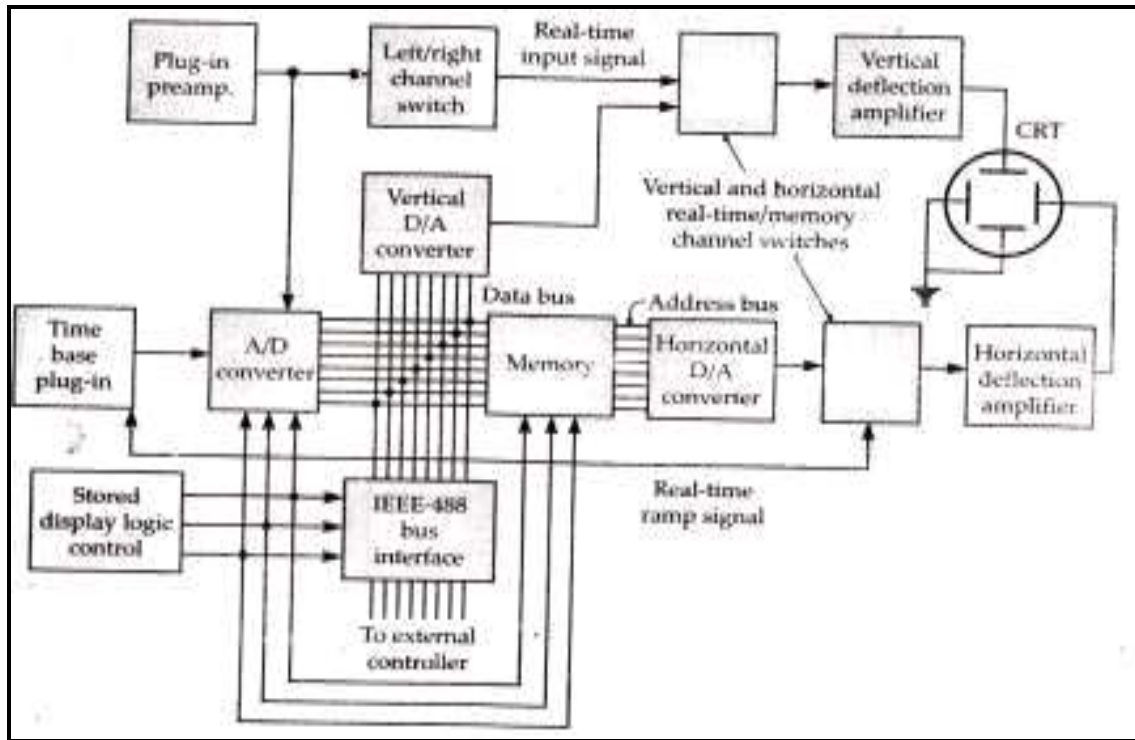 Plug-in
preamp.
Left/right
channel
switch
Real-time
input signal
Vertical
deflection
amplifier
CRT
Vertical
D/A
converter
Vertical and horizontal
real-time/memory
channel switches
Data bus
Address bus
Time
base
plug-in
A/D
converter
Memory
Horizontal
D/A
converter
Horizontal
deflection
amplifier
Real-time
ramp signal
Stored
display logic
control
IEEE-488
bus
interface
To external
controller